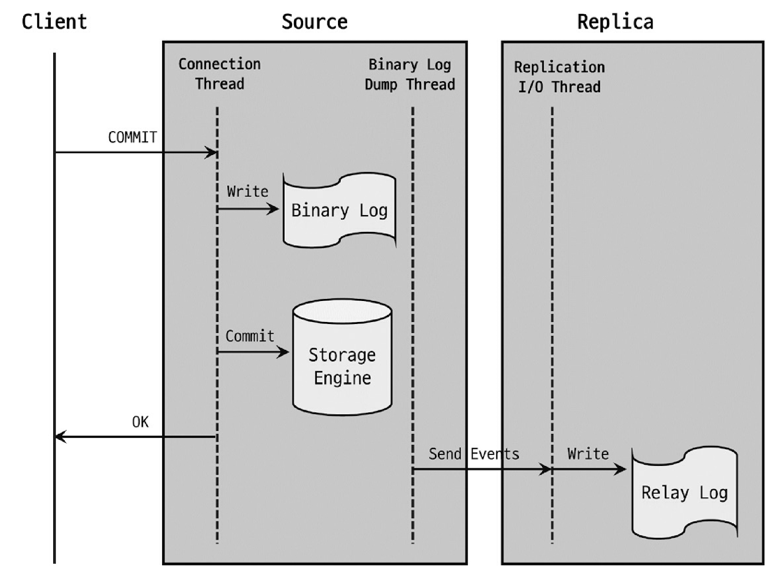 Client
Source
Replica
Connection
Thread
Binary Log
Dump Thread
Replication
I/O Thread
COMMIT
Write
Binary Log
Commit
Storage
Engine
OK
Send Events
Write
Relay Log